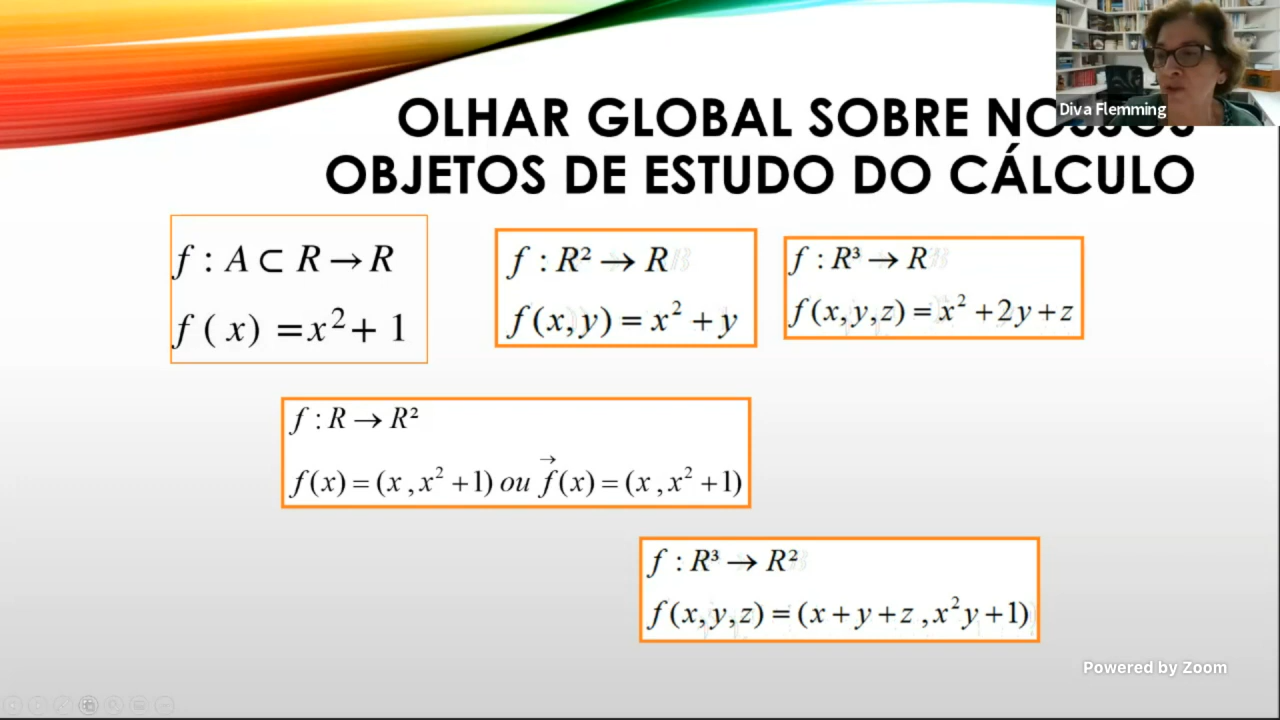 Diva Flemming
OLHAR GLOBAL SOBRE NOSSOS
OBJETOS DE ESTUDO DO CÁLCULO
f : A ⊂ R → R
f ( x) = x² + 1
f : R² → R
f(x, y) = x² + y
f : R³ → R
f(x, y, z) = x² + 2y + z
f : R → R²
f(x) = (x , x² + 1) ou f⃗(x) = (x , x² + 1)
f : R³ → R²
f(x, y, z) = (x + y + z , x² y + 1)
Powered by Zoom